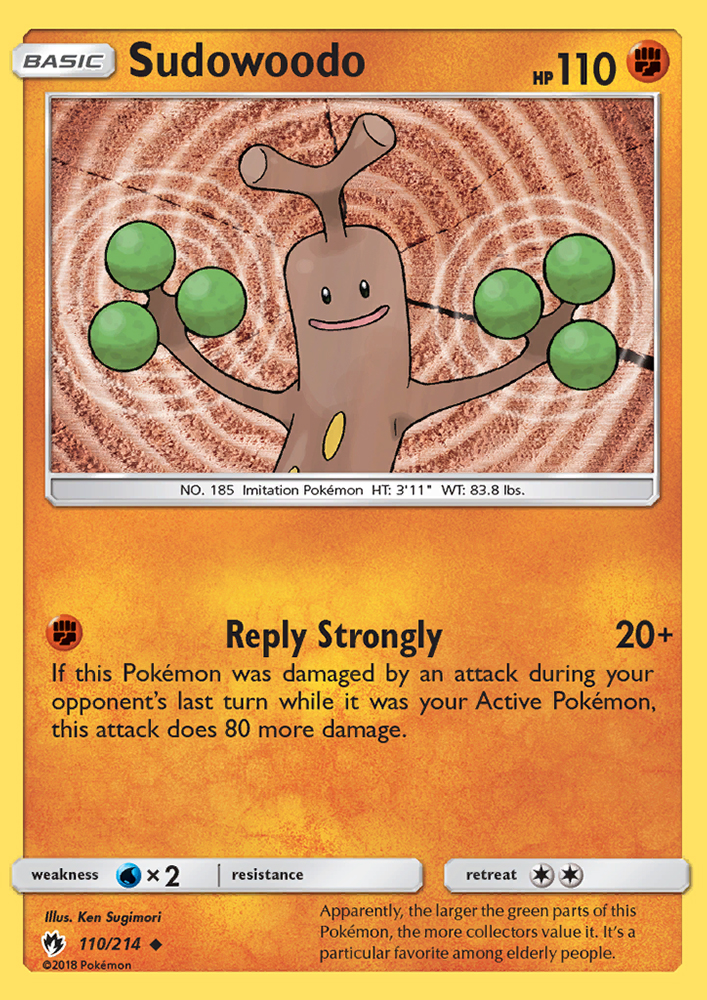 BASIC Sudowoodo HP 110
NO. 185 Imitation Pokémon HT: 3'11" WT: 83.8 lbs.
Reply Strongly 20+
If this Pokémon was damaged by an attack during your
opponent's last turn while it was your Active Pokémon,
this attack does 80 more damage.
weakness ×2 resistance retreat
Illus. Ken Sugimori
110/214
©2018 Pokémon
Apparently, the larger the green parts of this
Pokémon, the more collectors value it. It's a
particular favorite among elderly people.